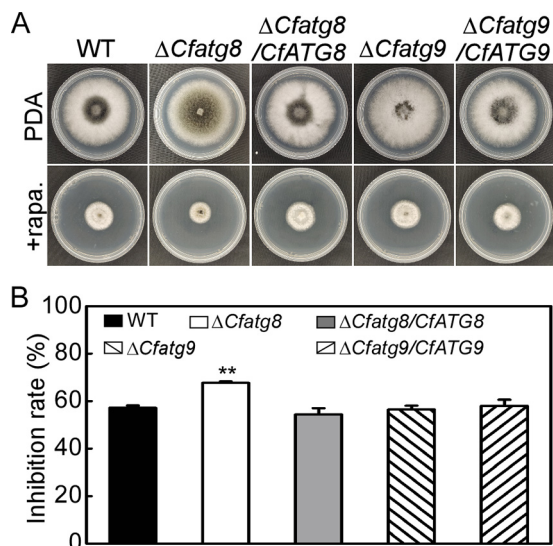 A
WT
ΔCfatg8
ΔCfatg8
/CfATG8
ΔCfatg9
ΔCfatg9
/CfATG9
PDA
+rapa.
B
Inhibition rate (%)
100
80
60
40
20
0
WT
ΔCfatg8
ΔCfatg8/CfATG8
ΔCfatg9
ΔCfatg9/CfATG9
**